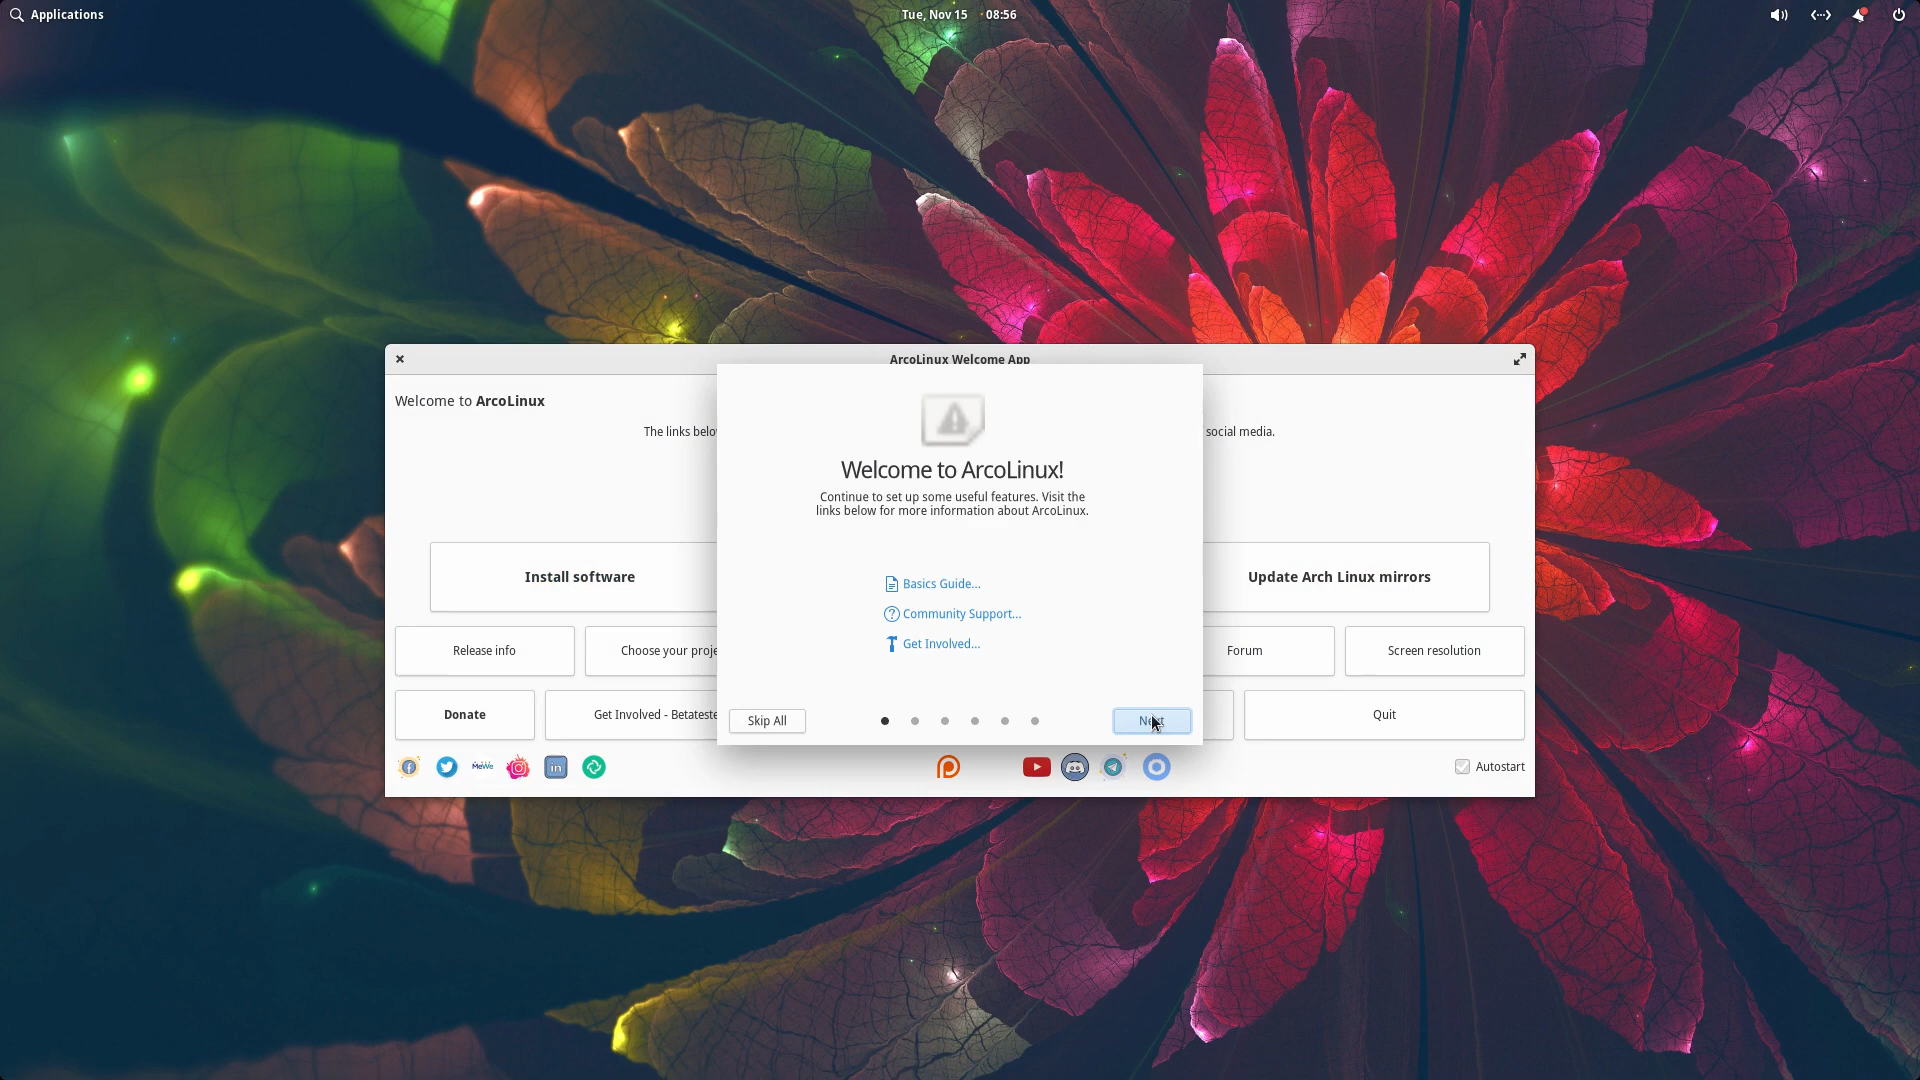 Applications
Tue, Nov 15 08:56
ArcoLinux Welcome App
Welcome to ArcoLinux
The links
social media.
Welcome to ArcoLinux!
Continue to set up some useful features. Visit the
links below for more information about ArcoLinux.
Install software
Update Arch Linux mirrors
Basics Guide...
Community Support...
Get Involved...
Release info
Choose your
Forum
Screen resolution
Donate
Get Involved -
Skip All
Next
Quit
MeWe
in
Autostart